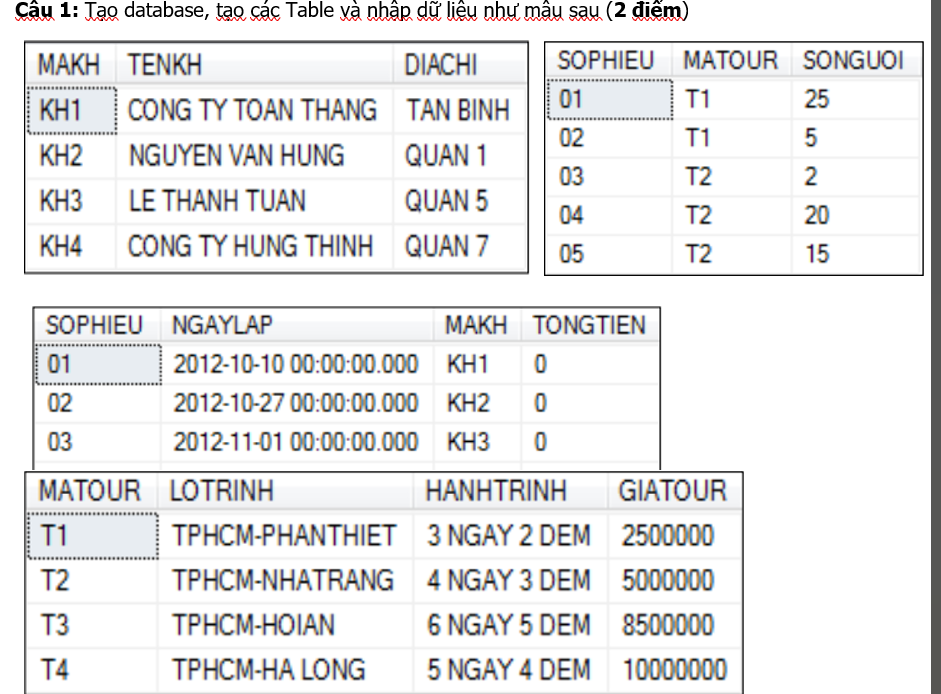 Câu 1: Tạo database, tạo các Table và nhập dữ liệu như mẫu sau (2 điểm)
MAKH TENKH DIACHI
KH1 CONG TY TOAN THANG TAN BINH
KH2 NGUYEN VAN HUNG QUAN 1
KH3 LE THANH TUAN QUAN 5
KH4 CONG TY HUNG THINH QUAN 7
SOPHIEU MATOUR SONGUOI
01 T1 25
02 T1 5
03 T2 2
04 T2 20
05 T2 15
SOPHIEU NGAYLAP MAKH TONGTIEN
01 2012-10-10 00:00:00.000 KH1 0
02 2012-10-27 00:00:00.000 KH2 0
03 2012-11-01 00:00:00.000 KH3 0
MATOUR LOTRINH HANHTRINH GIATOUR
T1 TPHCM-PHANTHIET 3 NGAY 2 DEM 2500000
T2 TPHCM-NHATRANG 4 NGAY 3 DEM 5000000
T3 TPHCM-HOIAN 6 NGAY 5 DEM 8500000
T4 TPHCM-HA LONG 5 NGAY 4 DEM 10000000